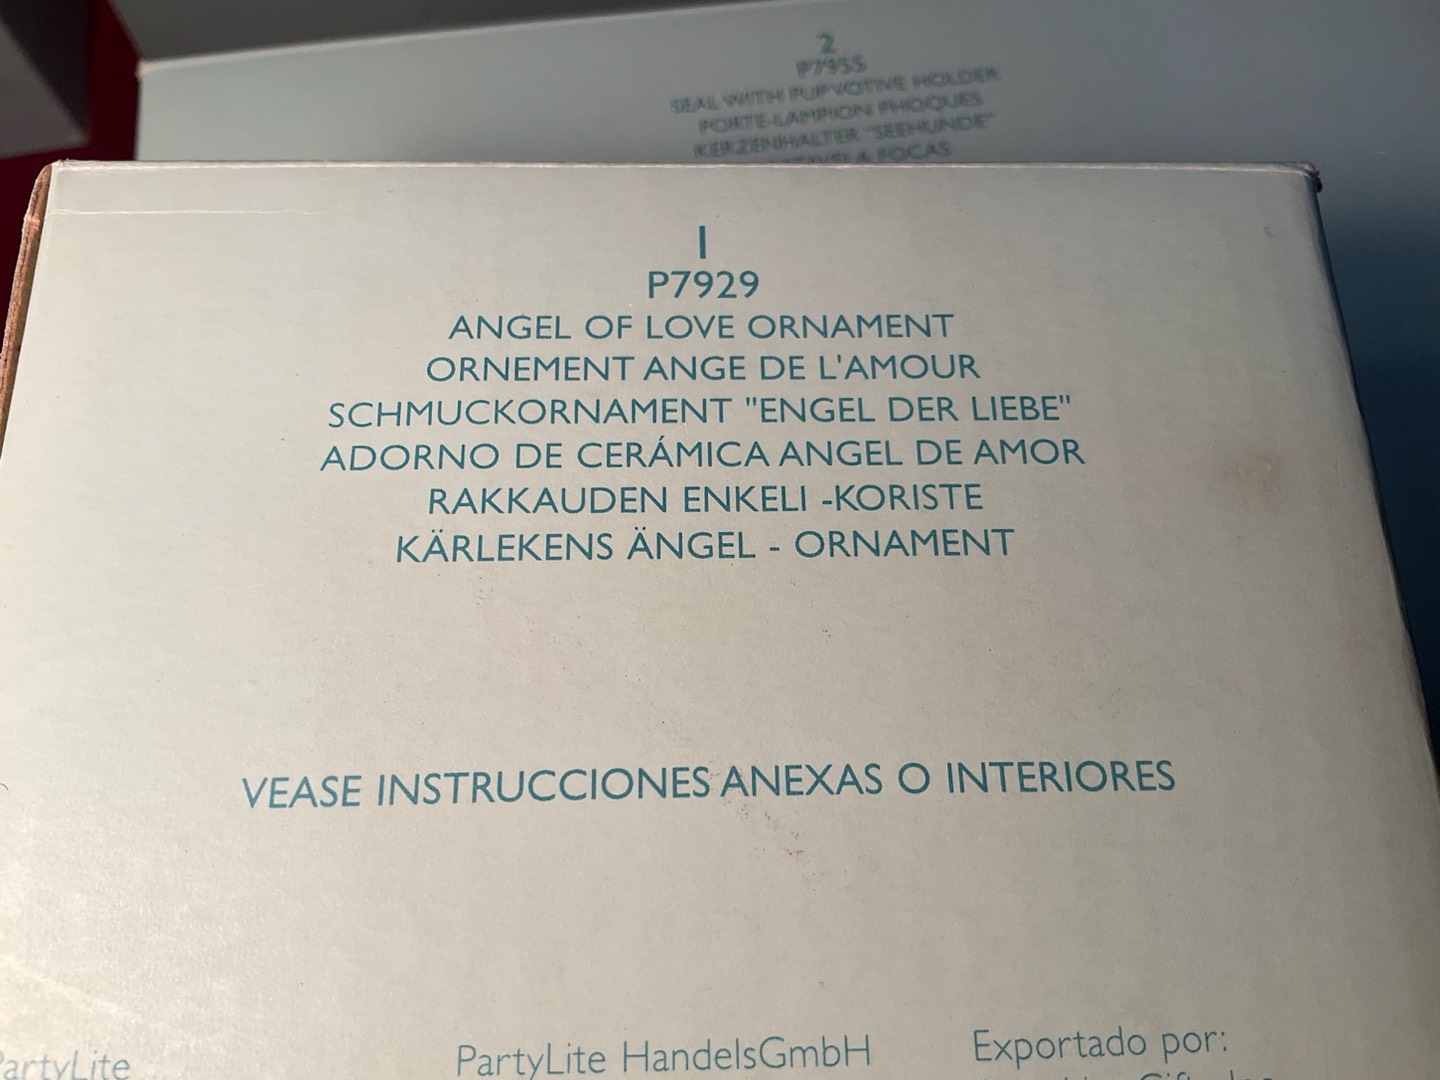 2
P7955
SEAL WITH PUP VOTIVE HOLDER
PORTE-LAMPION PHOQUES
KERZENHALTER "SEEHUNDE"
FOCAS
1
P7929
ANGEL OF LOVE ORNAMENT
ORNEMENT ANGE DE L'AMOUR
SCHMUCKORNAMENT "ENGEL DER LIEBE"
ADORNO DE CERÁMICA ANGEL DE AMOR
RAKKAUDEN ENKELI -KORISTE
KÄRLEKENS ÄNGEL - ORNAMENT
VEASE INSTRUCCIONES ANEXAS O INTERIORES
PartyLite
PartyLite HandelsGmbH
Exportado por: